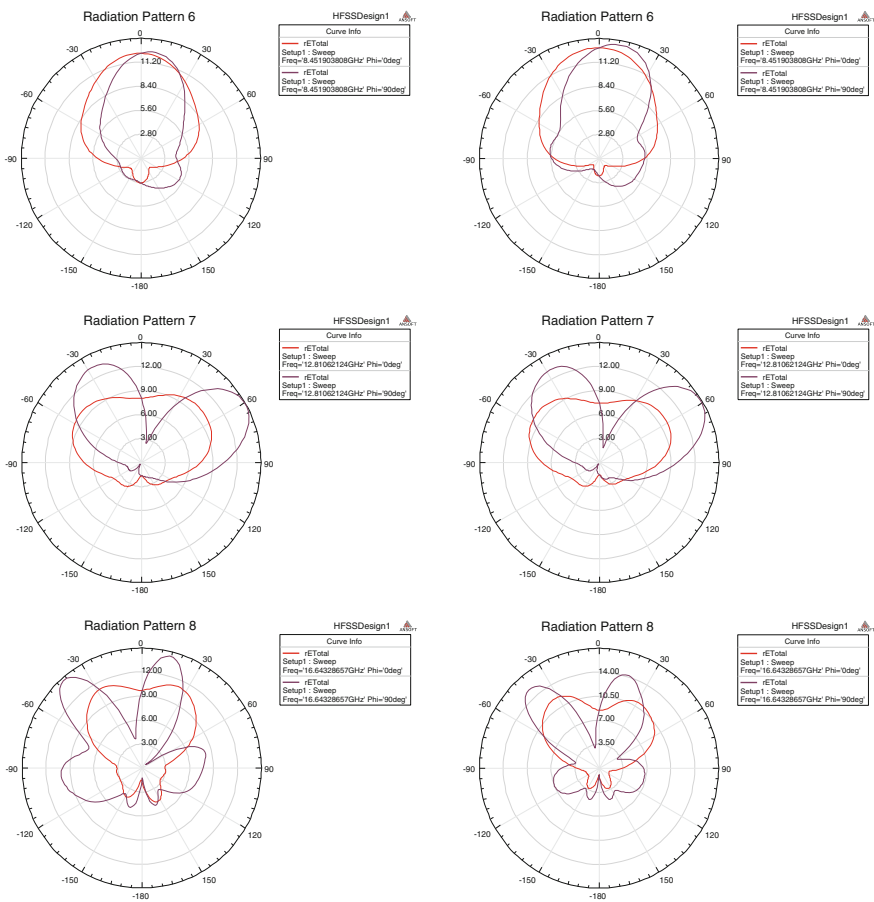 Radiation Pattern 6
HFSSDesign1
ANSOFT
Curve Info
rETotal
Setup1 : Sweep
Freq='8.451903808GHz' Phi='0deg'
rETotal
Setup1 : Sweep
Freq='8.451903808GHz' Phi='90deg'
0
30
60
90
120
150
-180
-150
-120
-90
-60
-30
11.20
8.40
5.60
2.80
Radiation Pattern 6
HFSSDesign1
ANSOFT
Curve Info
rETotal
Setup1 : Sweep
Freq='8.451903808GHz' Phi='0deg'
rETotal
Setup1 : Sweep
Freq='8.451903808GHz' Phi='90deg'
0
30
60
90
120
150
-180
-150
-120
-90
-60
-30
11.20
8.40
5.60
2.80
Radiation Pattern 7
HFSSDesign1
ANSOFT
Curve Info
rETotal
Setup1 : Sweep
Freq='12.81062124GHz' Phi='0deg'
rETotal
Setup1 : Sweep
Freq='12.81062124GHz' Phi='90deg'
0
30
60
90
120
150
-180
-150
-120
-90
-60
-30
12.00
9.00
6.00
3.00
Radiation Pattern 7
HFSSDesign1
ANSOFT
Curve Info
rETotal
Setup1 : Sweep
Freq='12.81062124GHz' Phi='0deg'
rETotal
Setup1 : Sweep
Freq='12.81062124GHz' Phi='90deg'
0
30
60
90
120
150
-180
-150
-120
-90
-60
-30
12.00
9.00
6.00
3.00
Radiation Pattern 8
HFSSDesign1
ANSOFT
Curve Info
rETotal
Setup1 : Sweep
Freq='16.64328657GHz' Phi='0deg'
rETotal
Setup1 : Sweep
Freq='16.64328657GHz' Phi='90deg'
0
30
60
90
120
150
-180
-150
-120
-90
-60
-30
12.00
9.00
6.00
3.00
Radiation Pattern 8
HFSSDesign1
ANSOFT
Curve Info
rETotal
Setup1 : Sweep
Freq='16.64328657GHz' Phi='0deg'
rETotal
Setup1 : Sweep
Freq='16.64328657GHz' Phi='90deg'
0
30
60
90
120
150
-180
-150
-120
-90
-60
-30
14.00
10.50
7.00
3.50